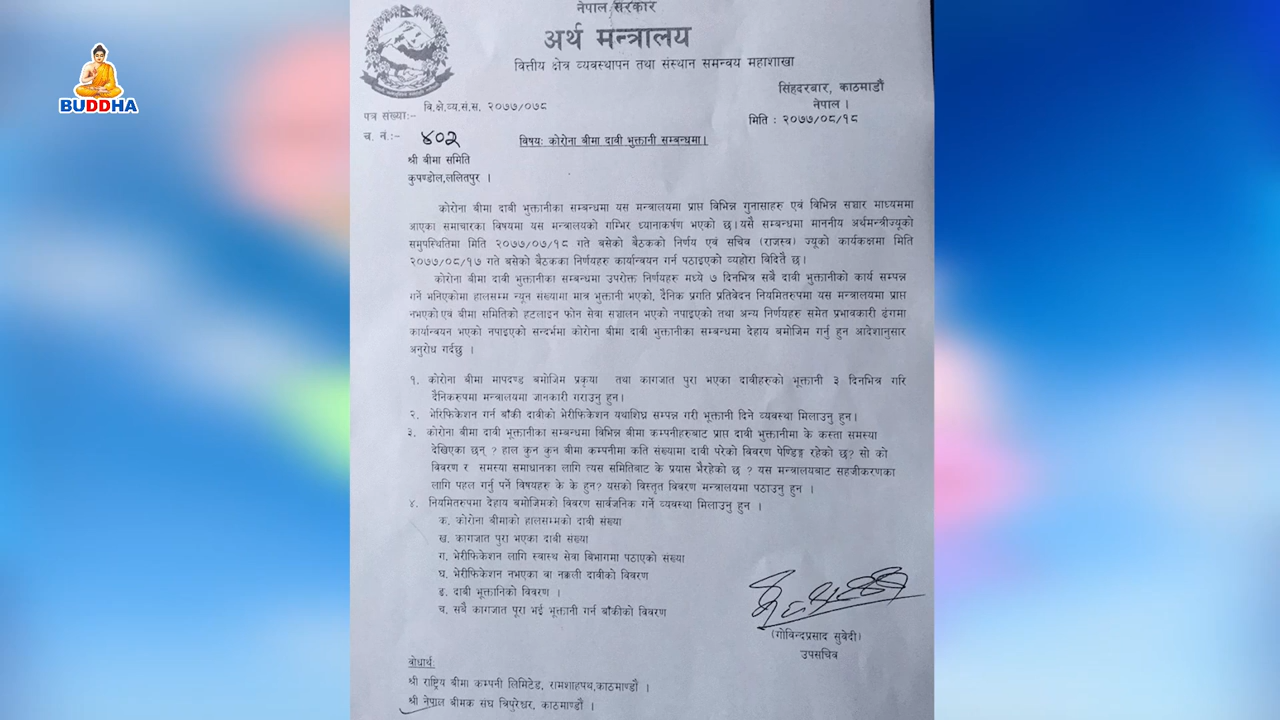 BUDDHA
नेपाल सरकार
अर्थ मन्त्रालय
वित्तीय क्षेत्र व्यवस्थापन तथा संस्थान समन्वय महाशाखा
सिंहदरबार, काठमाडौं
नेपाल ।
मिति : २०७७/०८/१८
पत्र संख्या:- वि.क्षे.व्य.सं.स. २०७७/०७८
च. नं.:- ४०२
विषय: कोरोना बीमा दावी भुक्तानी सम्बन्धमा।
श्री बीमा समिति
कुपण्डोल,ललितपुर ।
कोरोना बीमा दावी भुक्तानीका सम्बन्धमा यस मन्त्रालयमा प्राप्त विभिन्न गुनासाहरु एवं विभिन्न सञ्चार माध्यममा
आएका समाचारका विषयमा यस मन्त्रालयको गम्भिर ध्यानाकर्षण भएको छ।यसै सम्बन्धमा माननीय अर्थमन्त्रीज्यूको
समुपस्थितिमा मिति २०७७/०७/१८ गते बसेको बैठकको निर्णय एवं सचिव (राजस्व) ज्यूको कार्यकक्षमा मिति
२०७७/०८/१७ गते बसेको बैठकका निर्णयहरु कार्यान्वयन गर्न पठाइएको व्यहोरा विदितै छ।
कोरोना बीमा दावी भुक्तानीका सम्बन्धमा उपरोक्त निर्णयहरु मध्ये ७ दिनभित्र सबै दावी भुक्तानीको कार्य सम्पन्न
गर्ने भनिएकोमा हालसम्म न्यून संख्यामा मात्र भुक्तानी भएको, दैनिक प्रगति प्रतिवेदन नियमितरुपमा यस मन्त्रालयमा प्राप्त
नभएको एवं बीमा समितिको हटलाइन फोन सेवा सञ्चालन भएको नपाइएको तथा अन्य निर्णयहरु समेत प्रभावकारी ढंगमा
कार्यान्वयन भएको नपाइएको सन्दर्भमा कोरोना बीमा दावी भुक्तानीका सम्बन्धमा देहाय बमोजिम गर्नु हुन आदेशानुसार
अनुरोध गर्दछु ।
१. कोरोना बीमा मापदण्ड बमोजिम प्रकृया तथा कागजात पुरा भएका दावीहरुको भूक्तानी ३ दिनभित्र गरि
दैनिकरुपमा मन्त्रालयमा जानकारी गराउनु हुन।
२. भेरिफिकेशन गर्न बाँकी दावीको भेरीफिकेशन यथाशिघ्र सम्पन्न गरी भूक्तानी दिने व्यवस्था मिलाउनु हुन।
३. कोरोना बीमा दावी भूक्तानीका सम्बन्धमा विभिन्न बीमा कम्पनीहरुबाट प्राप्त दावी भुक्तानीमा के कस्ता समस्या
देखिएका छन् ? हाल कुन कुन बीमा कम्पनीमा कति संख्यामा दावी परेको विवरण पेण्डिङ्ग रहेको छ? सो को
विवरण र समस्या समाधानका लागि त्यस समितिबाट के प्रयास भैरहेको छ ? यस मन्त्रालयबाट सहजीकरणका
लागि पहल गर्नु पर्ने विषयहरु के के हुन? यसको विस्तृत विवरण मन्त्रालयमा पठाउनु हुन ।
४. नियमितरुपमा देहाय बमोजिमको विवरण सार्वजनिक गर्ने व्यवस्था मिलाउनु हुन ।
क. कोरोना बीमाको हालसम्मको दावी संख्या
ख. कागजात पुरा भएका दावी संख्या
ग. भेरीफिकेशन लागि स्वास्थ सेवा विभागमा पठाएको संख्या
घ. भेरीफिकेशन नभएका वा नक्कली दावीको विवरण
ङ. दावी भूक्तानिको विवरण ।
च. सबै कागजात पूरा भई भूक्तानी गर्न बाँकीको विवरण
(गोविन्दप्रसाद सुवेदी)
उपसचिव
बोधार्थ:
श्री राष्ट्रिय बीमा कम्पनी लिमिटेड, रामशाहपथ,काठमाण्डौं ।
श्री नेपाल बीमक संघ त्रिपुरेश्वर, काठमाण्डौं ।